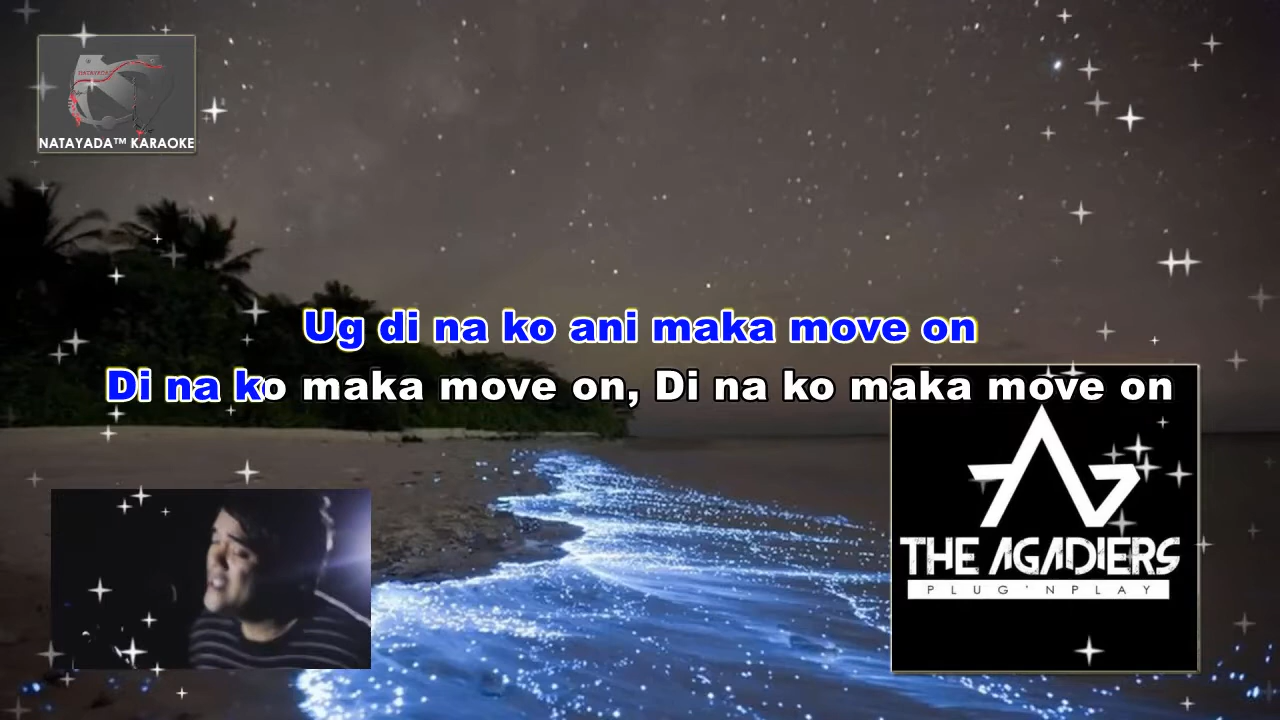 NATAYADA™ KARAOKE
Ug di na ko ani maka move on
Di na ko maka move on, Di na ko maka move on
THE AGADIERS
PLUG'NPLAY